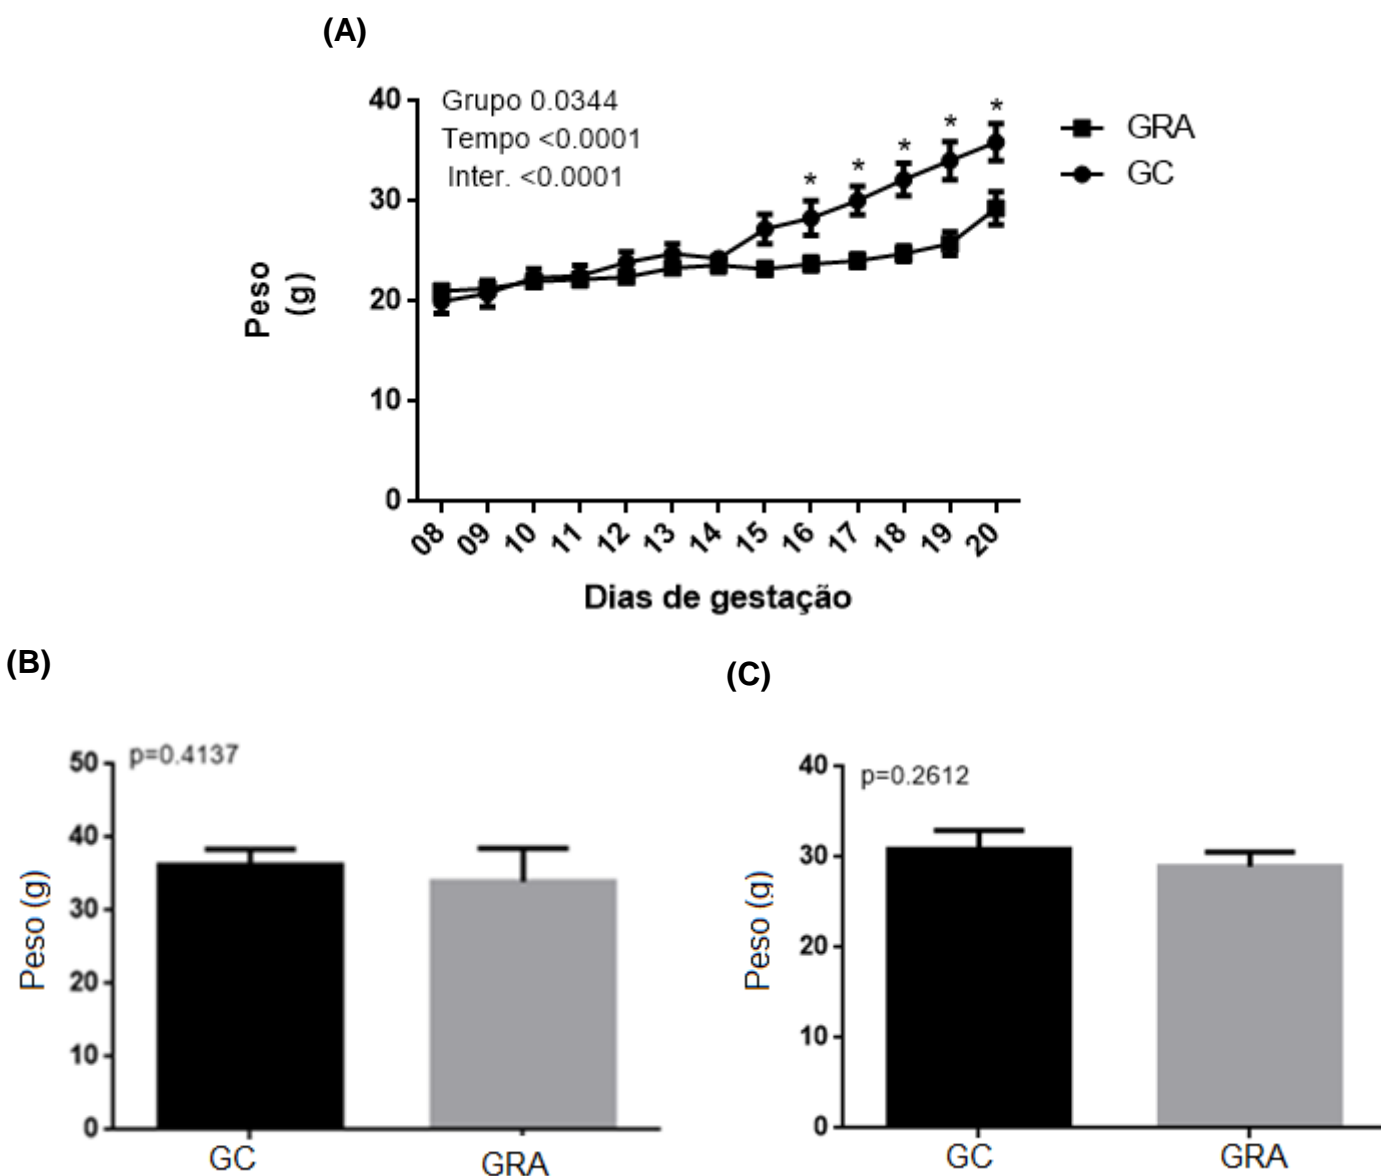 (A)
40
30
20
10
0
Peso
(g)
Grupo 0.0344
Tempo <0.0001
Inter. <0.0001
* * * * *
GRA
GC
08 09 10 11 12 13 14 15 16 17 18 19 20
Dias de gestação
(B)
p=0.4137
50
40
30
20
10
0
Peso (g)
GC GRA
(C)
p=0.2612
40
30
20
10
0
Peso (g)
GC GRA